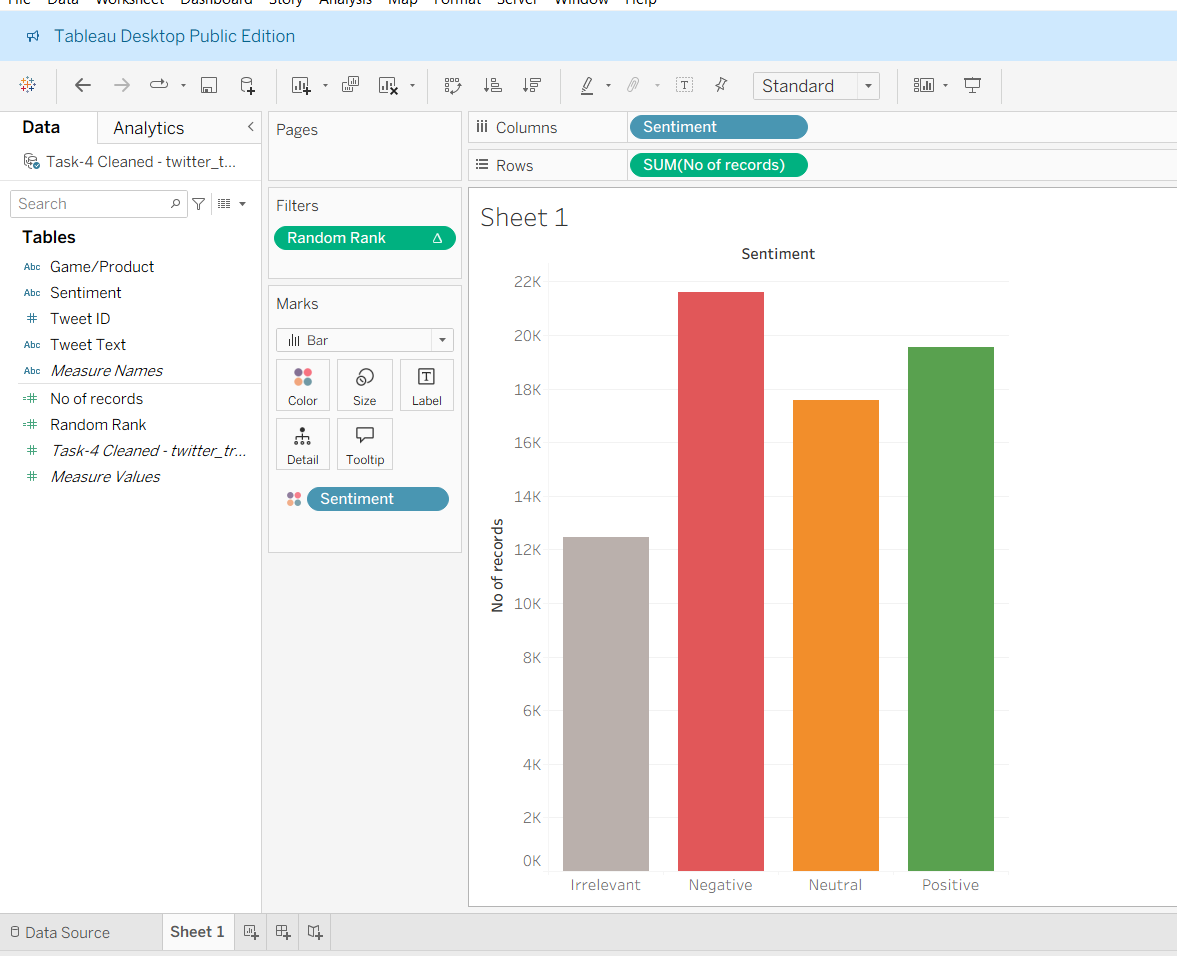 File Data Worksheet Dashboard Story Analysis Map Format Server Window Help
Tableau Desktop Public Edition
Standard
Data
Analytics
Task-4 Cleaned - twitter_t...
Search
Tables
Abc Game/Product
Abc Sentiment
# Tweet ID
Abc Tweet Text
Abc Measure Names
=# No of records
=# Random Rank
# Task-4 Cleaned - twitter_tr...
# Measure Values
Pages
Filters
Random Rank Δ
Marks
Bar
Color
Size
T
Label
Detail
Tooltip
Sentiment
Columns
Sentiment
Rows
SUM(No of records)
Sheet 1
Sentiment
22K
20K
18K
16K
14K
12K
10K
8K
6K
4K
2K
0K
No of records
Irrelevant
Negative
Neutral
Positive
Data Source
Sheet 1